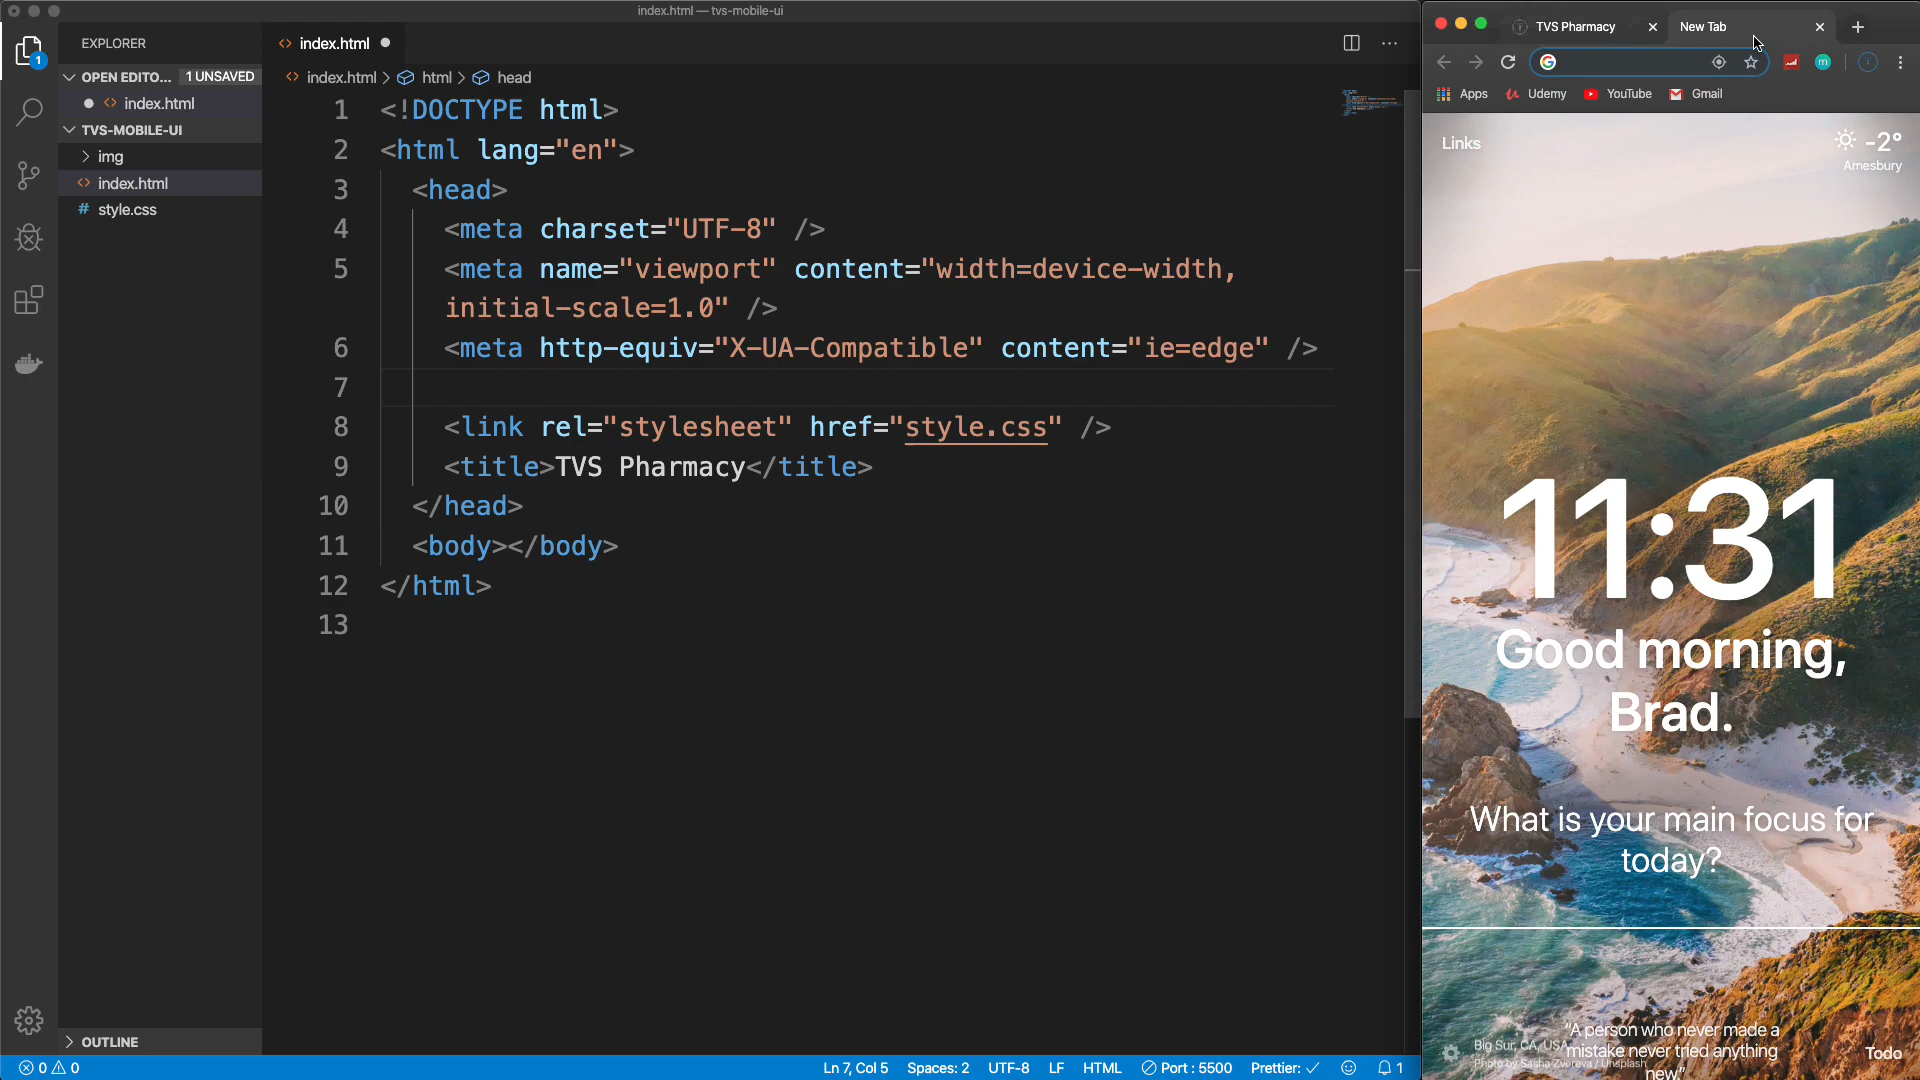 index.html — tvs-mobile-ui
EXPLORER
OPEN EDITO... 1 UNSAVED
index.html
TVS-MOBILE-UI
img
index.html
style.css
OUTLINE
1
index.html
index.html > html > head
1 <!DOCTYPE html>
2 <html lang="en">
3 <head>
4 <meta charset="UTF-8" />
5 <meta name="viewport" content="width=device-width,
initial-scale=1.0" />
6 <meta http-equiv="X-UA-Compatible" content="ie=edge" />
7
8 <link rel="stylesheet" href="style.css" />
9 <title>TVS Pharmacy</title>
10 </head>
11 <body></body>
12 </html>
13
0 0 Ln 7, Col 5 Spaces: 2 UTF-8 LF HTML Port : 5500 Prettier: ✓ 1
TVS Pharmacy New Tab
Apps Udemy YouTube Gmail
Links
-2°
Amesbury
11:31
Good morning,
Brad.
What is your main focus for
today?
"A person who never made a
mistake never tried anything
new."
Big Sur, CA, USA
Photo by Sasha Zvereva / Unsplash
Todo